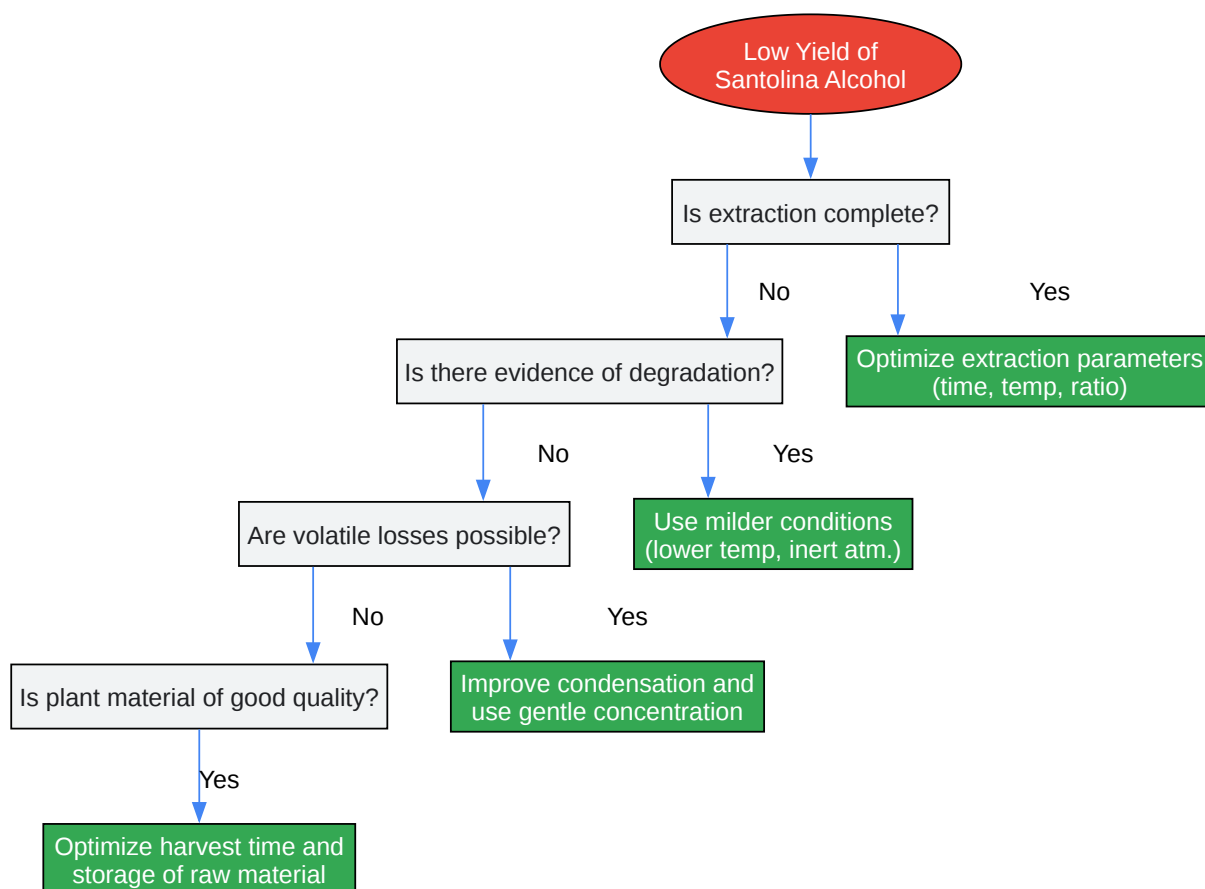 Low Yield of
Santolina Alcohol
Is extraction complete?
No
Yes
Is there evidence of degradation?
Optimize extraction parameters
(time, temp, ratio)
No
Yes
Are volatile losses possible?
Use milder conditions
(lower temp, inert atm.)
No
Yes
Is plant material of good quality?
Improve condensation and
use gentle concentration
Yes
Optimize harvest time and
storage of raw material